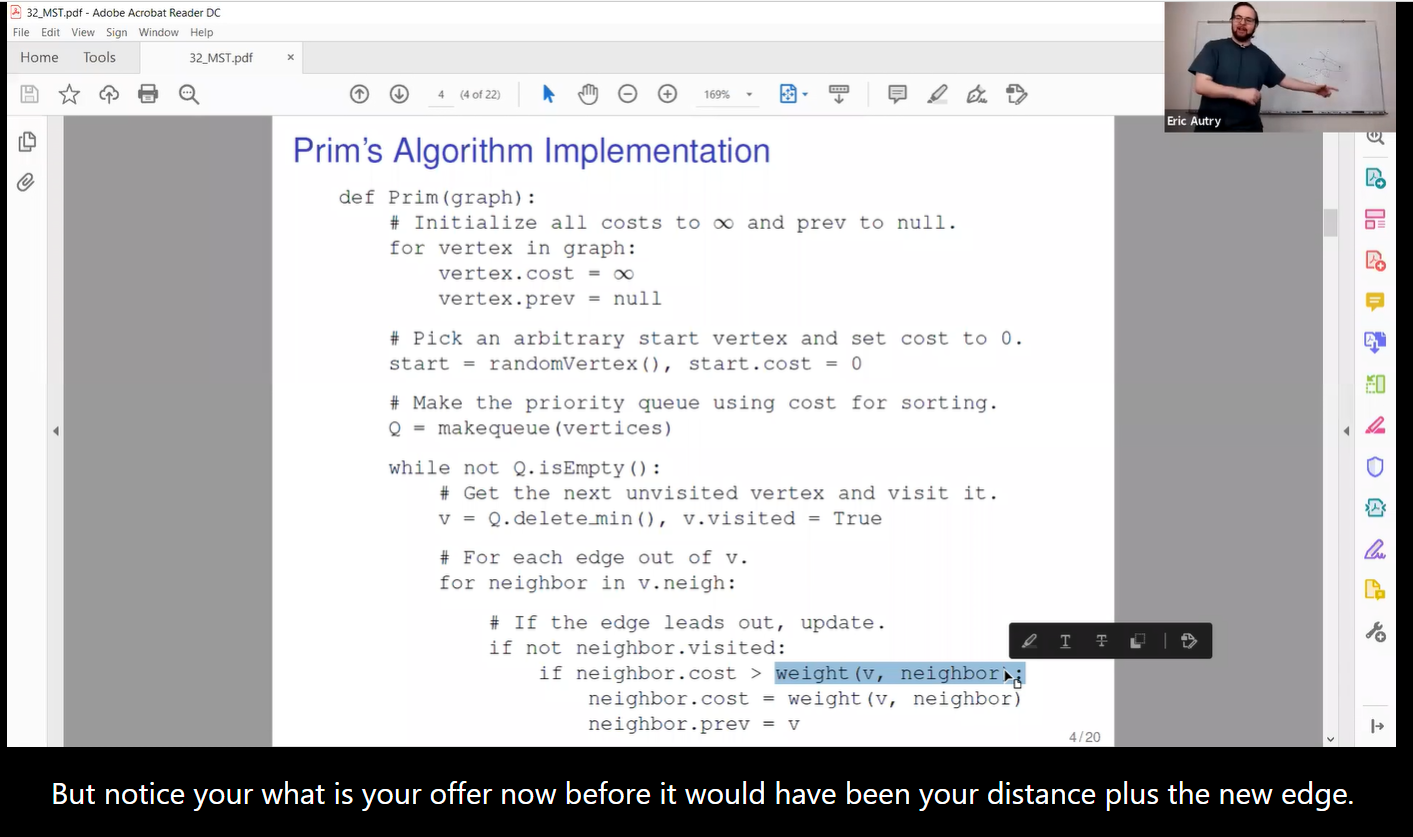 32_MST.pdf - Adobe Acrobat Reader DC
File Edit View Sign Window Help
Home Tools 32_MST.pdf ×
4 (4 of 22) 169%
Eric Autry
Prim's Algorithm Implementation
def Prim(graph):
# Initialize all costs to ∞ and prev to null.
for vertex in graph:
vertex.cost = ∞
vertex.prev = null
# Pick an arbitrary start vertex and set cost to 0.
start = randomVertex(), start.cost = 0
# Make the priority queue using cost for sorting.
Q = makequeue(vertices)
while not Q.isEmpty():
# Get the next unvisited vertex and visit it.
v = Q.delete_min(), v.visited = True
# For each edge out of v.
for neighbor in v.neigh:
# If the edge leads out, update.
if not neighbor.visited:
if neighbor.cost > weight(v, neighbor):
neighbor.cost = weight(v, neighbor)
neighbor.prev = v
4/20
But notice your what is your offer now before it would have been your distance plus the new edge.